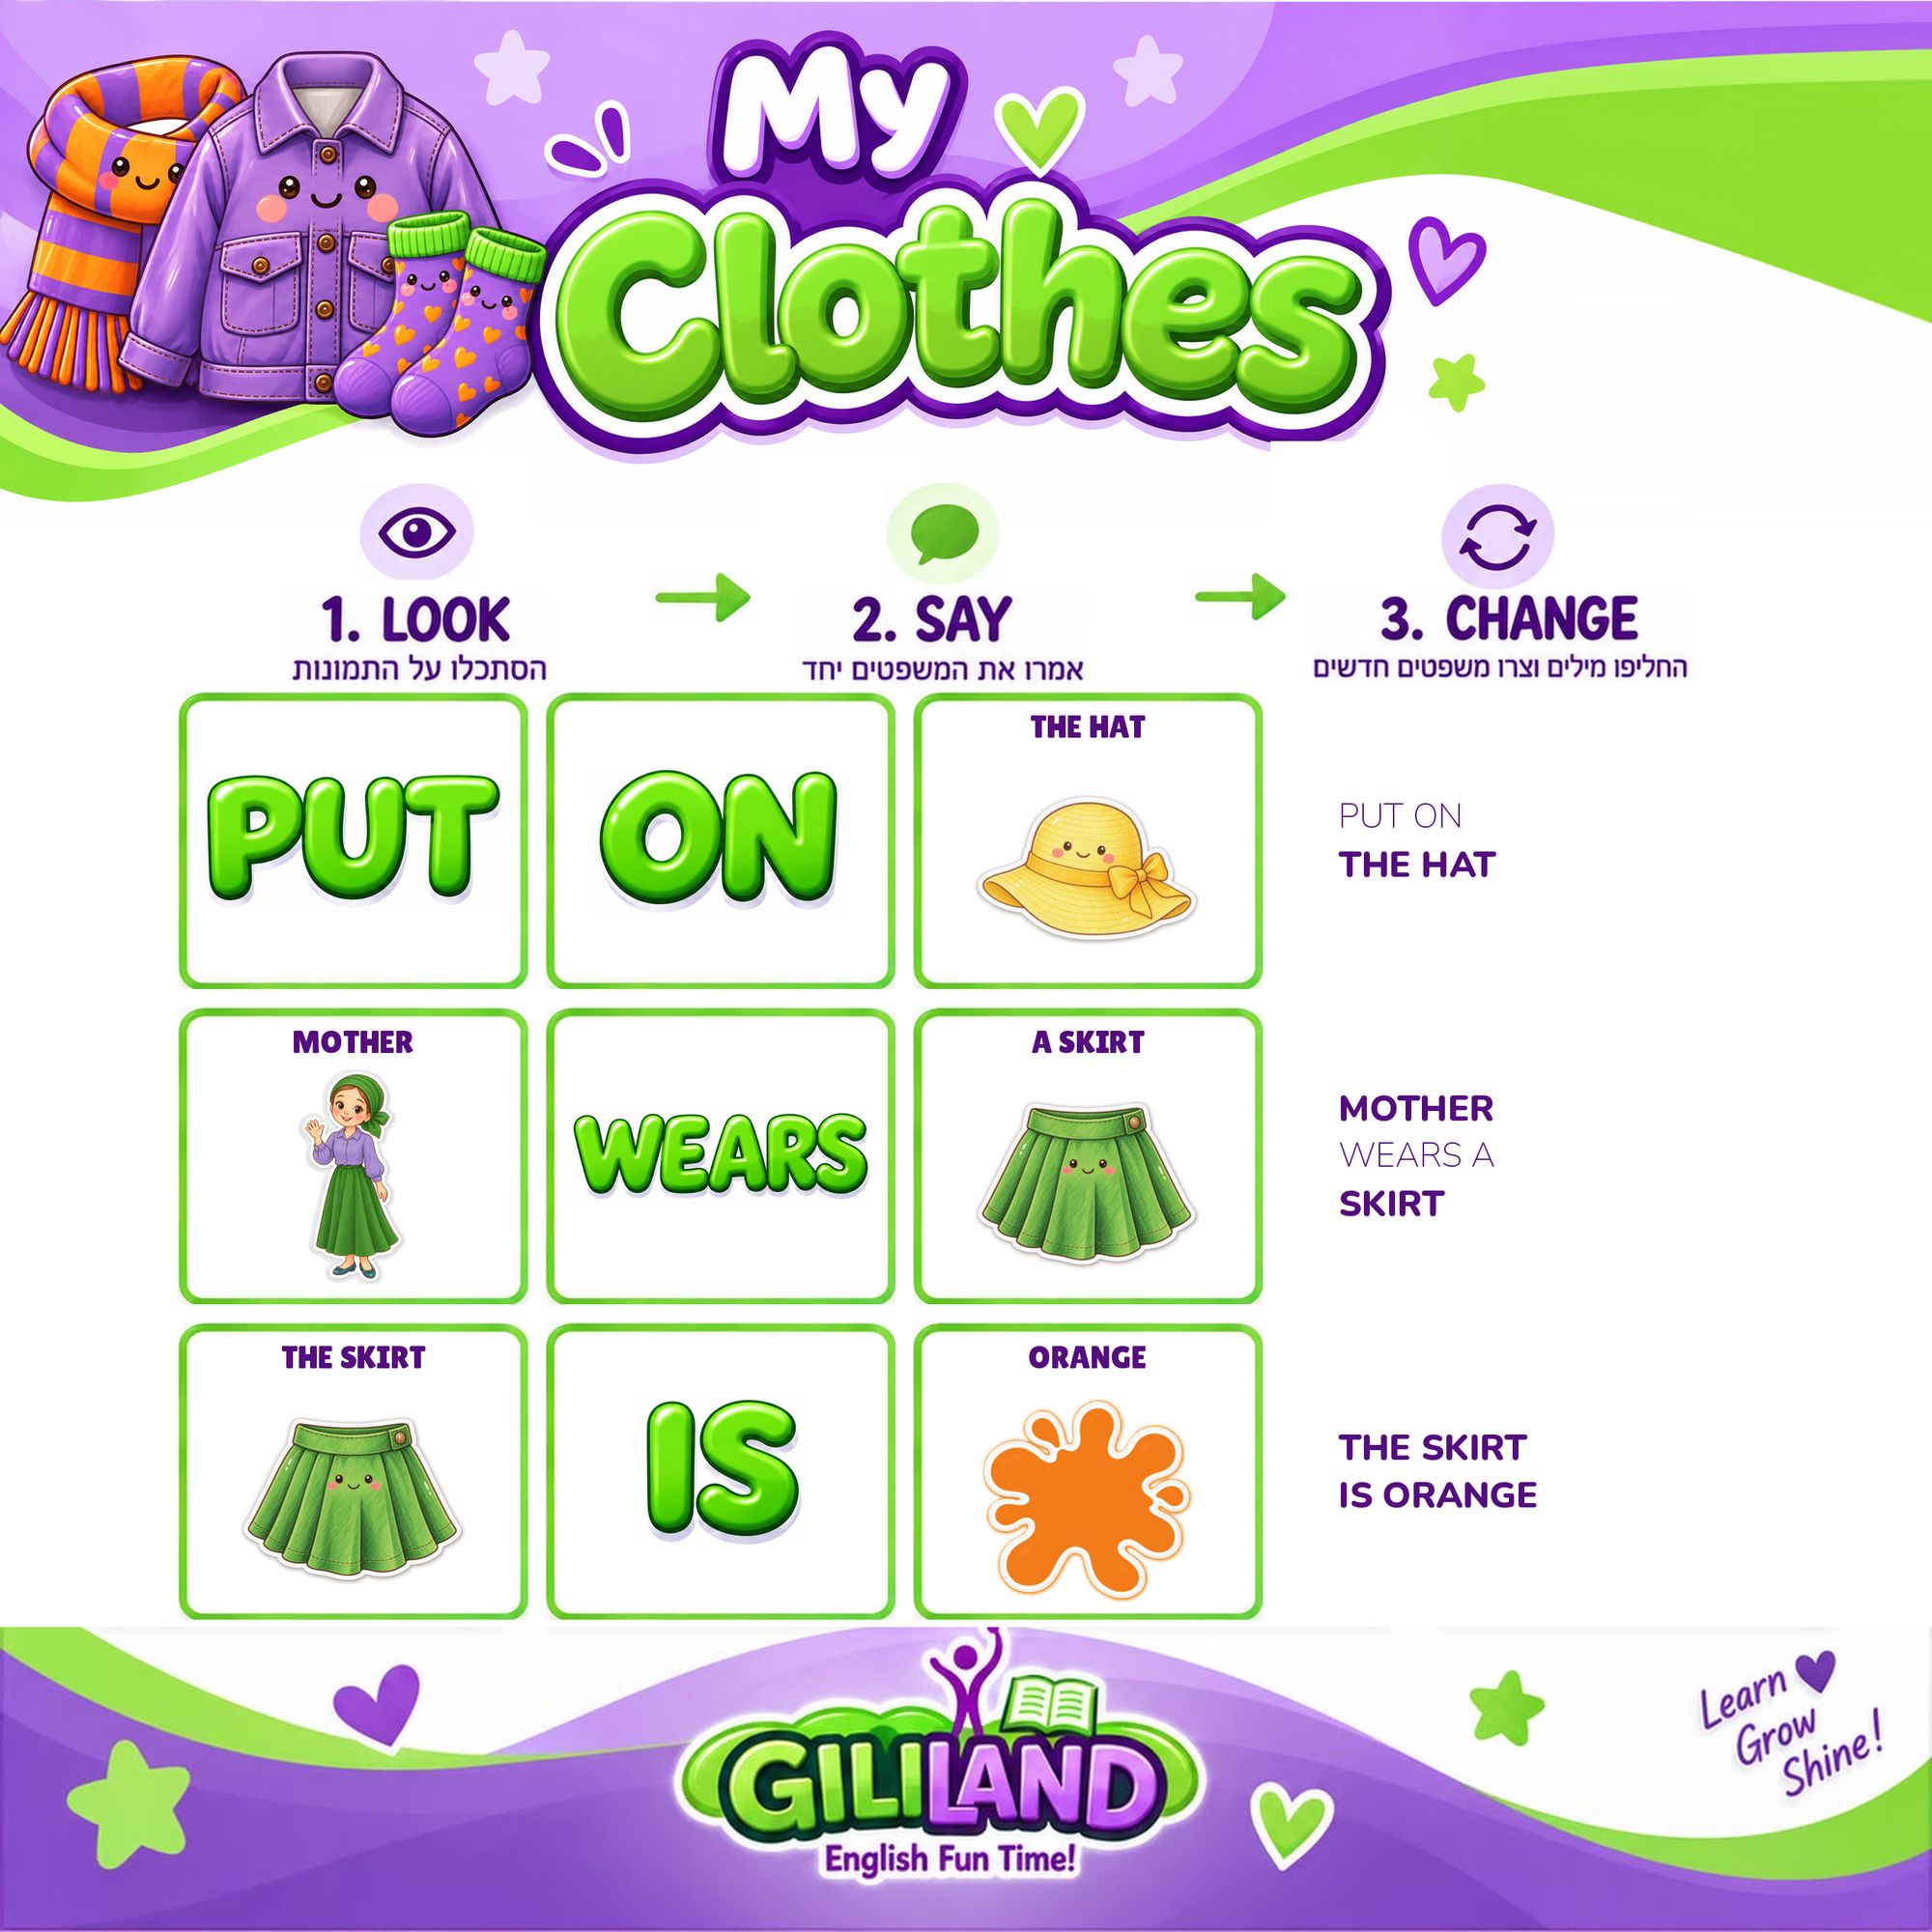 My
Clothes
1. LOOK
הסתכלו על התמונות
2. SAY
אמרו את המשפטים יחד
3. CHANGE
החליפו מילים וצרו משפטים חדשים
PUT
ON
THE HAT
PUT ON
THE HAT
MOTHER
WEARS
A SKIRT
MOTHER
WEARS A
SKIRT
THE SKIRT
IS
ORANGE
THE SKIRT
IS ORANGE
GILILAND
English Fun Time!
Learn
Grow
Shine!